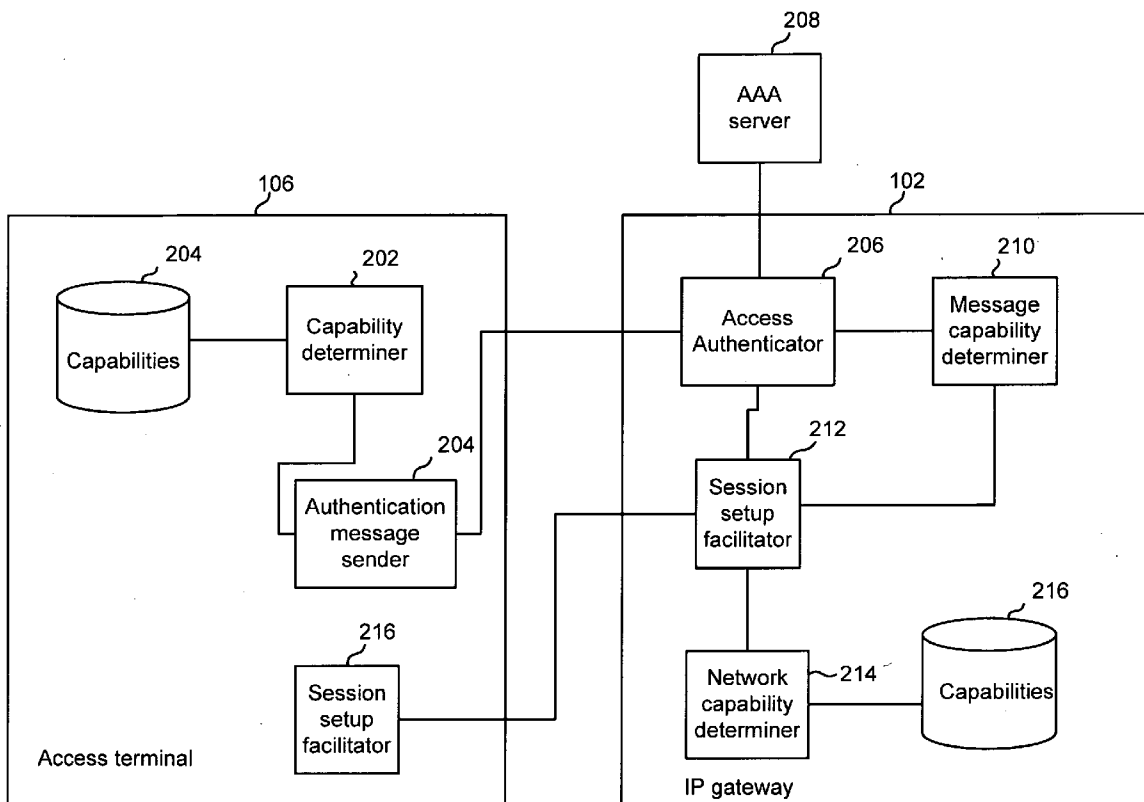 208
AAA
server
106
102
204
202
206
210
Capabilities
Capability
determiner
Access
Authenticator
Message
capability
determiner
204
212
Authentication
message
sender
Session
setup
facilitator
216
216
Session
setup
facilitator
Network
capability
determiner
214
Capabilities
Access terminal
IP gateway